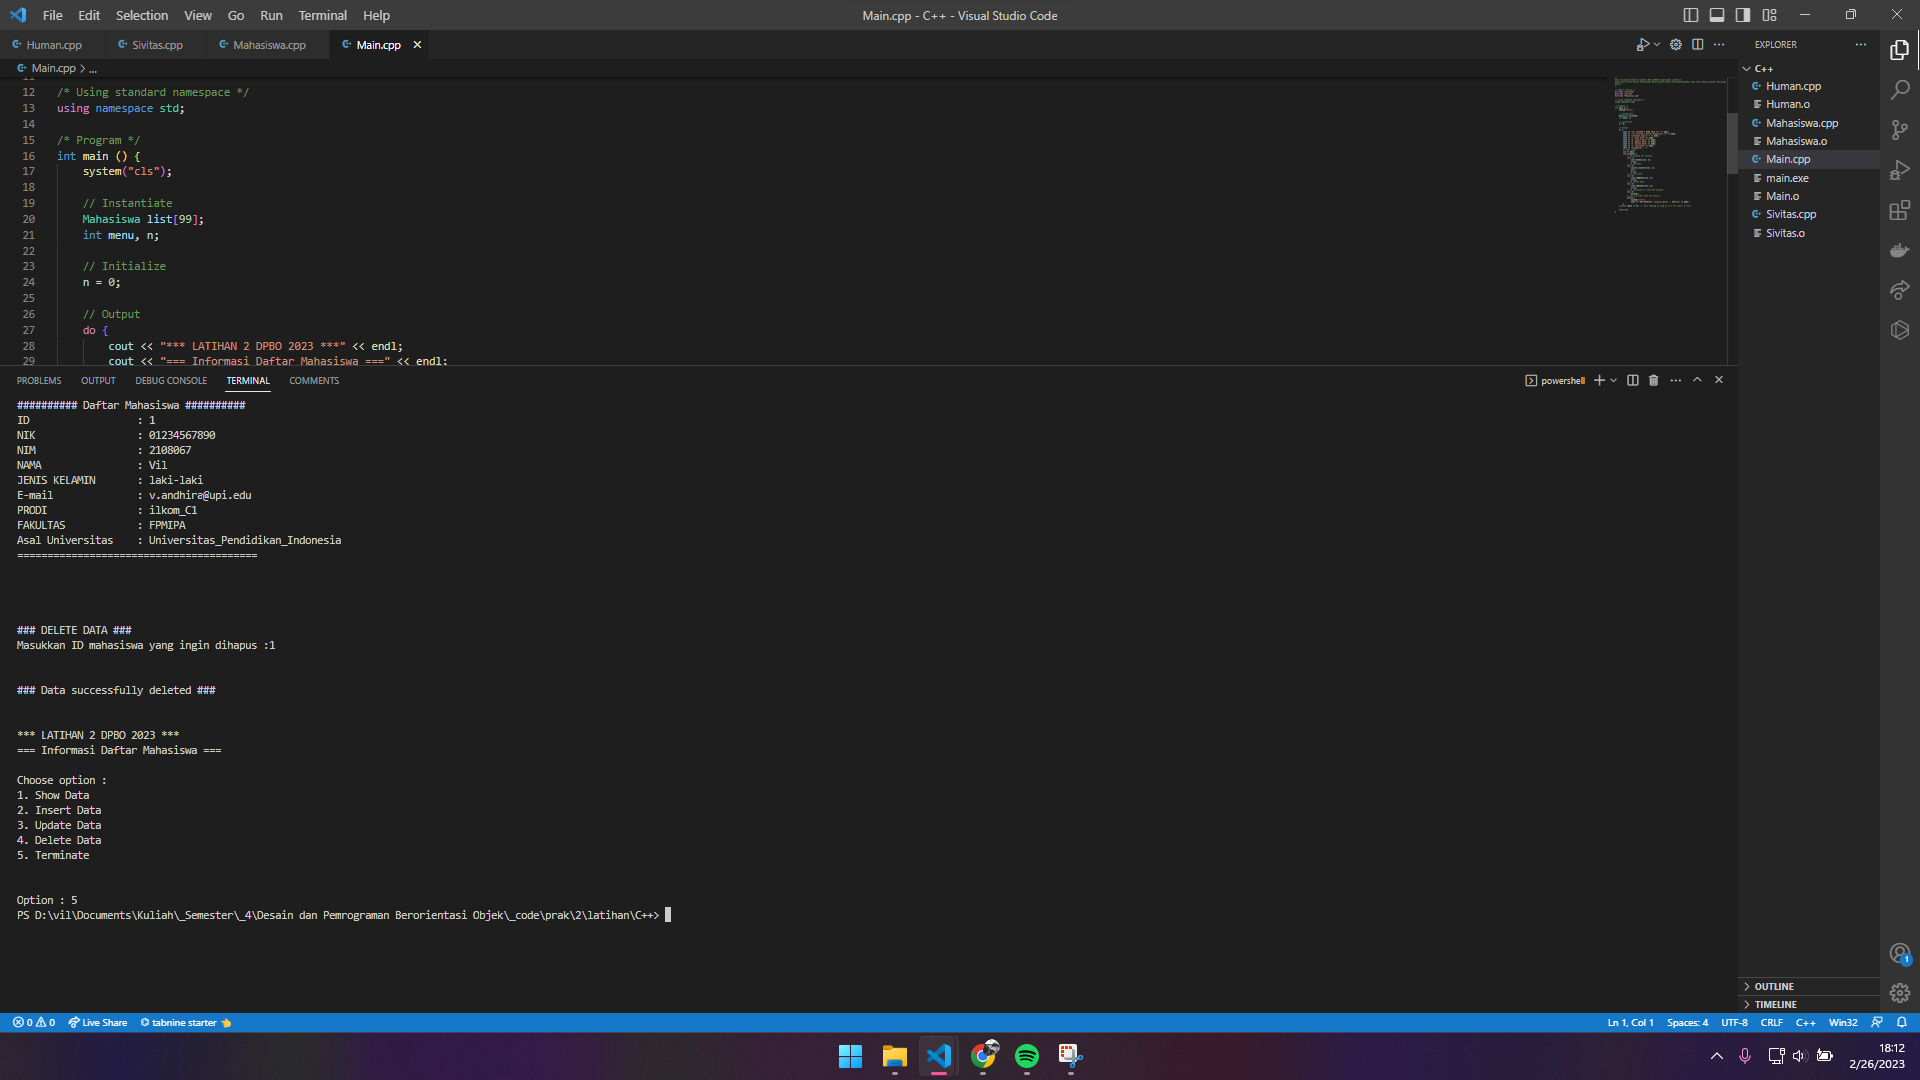 File Edit Selection View Go Run Terminal Help
Main.cpp - C++ - Visual Studio Code
Human.cpp Sivitas.cpp Mahasiswa.cpp Main.cpp
Main.cpp > ...
12 /* Using standard namespace */
13 using namespace std;
14
15 /* Program */
16 int main () {
17 system("cls");
18
19 // Instantiate
20 Mahasiswa list[99];
21 int menu, n;
22
23 // Initialize
24 n = 0;
25
26 // Output
27 do {
28 cout << "*** LATIHAN 2 DPBO 2023 ***" << endl;
29 cout << "=== Informasi Daftar Mahasiswa ===" << endl;
PROBLEMS OUTPUT DEBUG CONSOLE TERMINAL COMMENTS
powershell
########## Daftar Mahasiswa ##########
ID : 1
NIK : 01234567890
NIM : 2108067
NAMA : Vil
JENIS KELAMIN : laki-laki
E-mail : v.andhira@upi.edu
PRODI : ilkom_C1
FAKULTAS : FPMIPA
Asal Universitas : Universitas_Pendidikan_Indonesia
========================================
### DELETE DATA ###
Masukkan ID mahasiswa yang ingin dihapus :1
### Data successfully deleted ###
*** LATIHAN 2 DPBO 2023 ***
=== Informasi Daftar Mahasiswa ===
Choose option :
1. Show Data
2. Insert Data
3. Update Data
4. Delete Data
5. Terminate
Option : 5
PS D:\vil\Documents\Kuliah\_Semester\_4\Desain dan Pemrograman Berorientasi Objek\_code\prak\2\latihan\C++>
EXPLORER
C++
Human.cpp
Human.o
Mahasiswa.cpp
Mahasiswa.o
Main.cpp
main.exe
Main.o
Sivitas.cpp
Sivitas.o
OUTLINE
TIMELINE
1
0 0 Live Share tabnine starter
Ln 1, Col 1 Spaces: 4 UTF-8 CRLF C++ Win32
18:12
2/26/2023